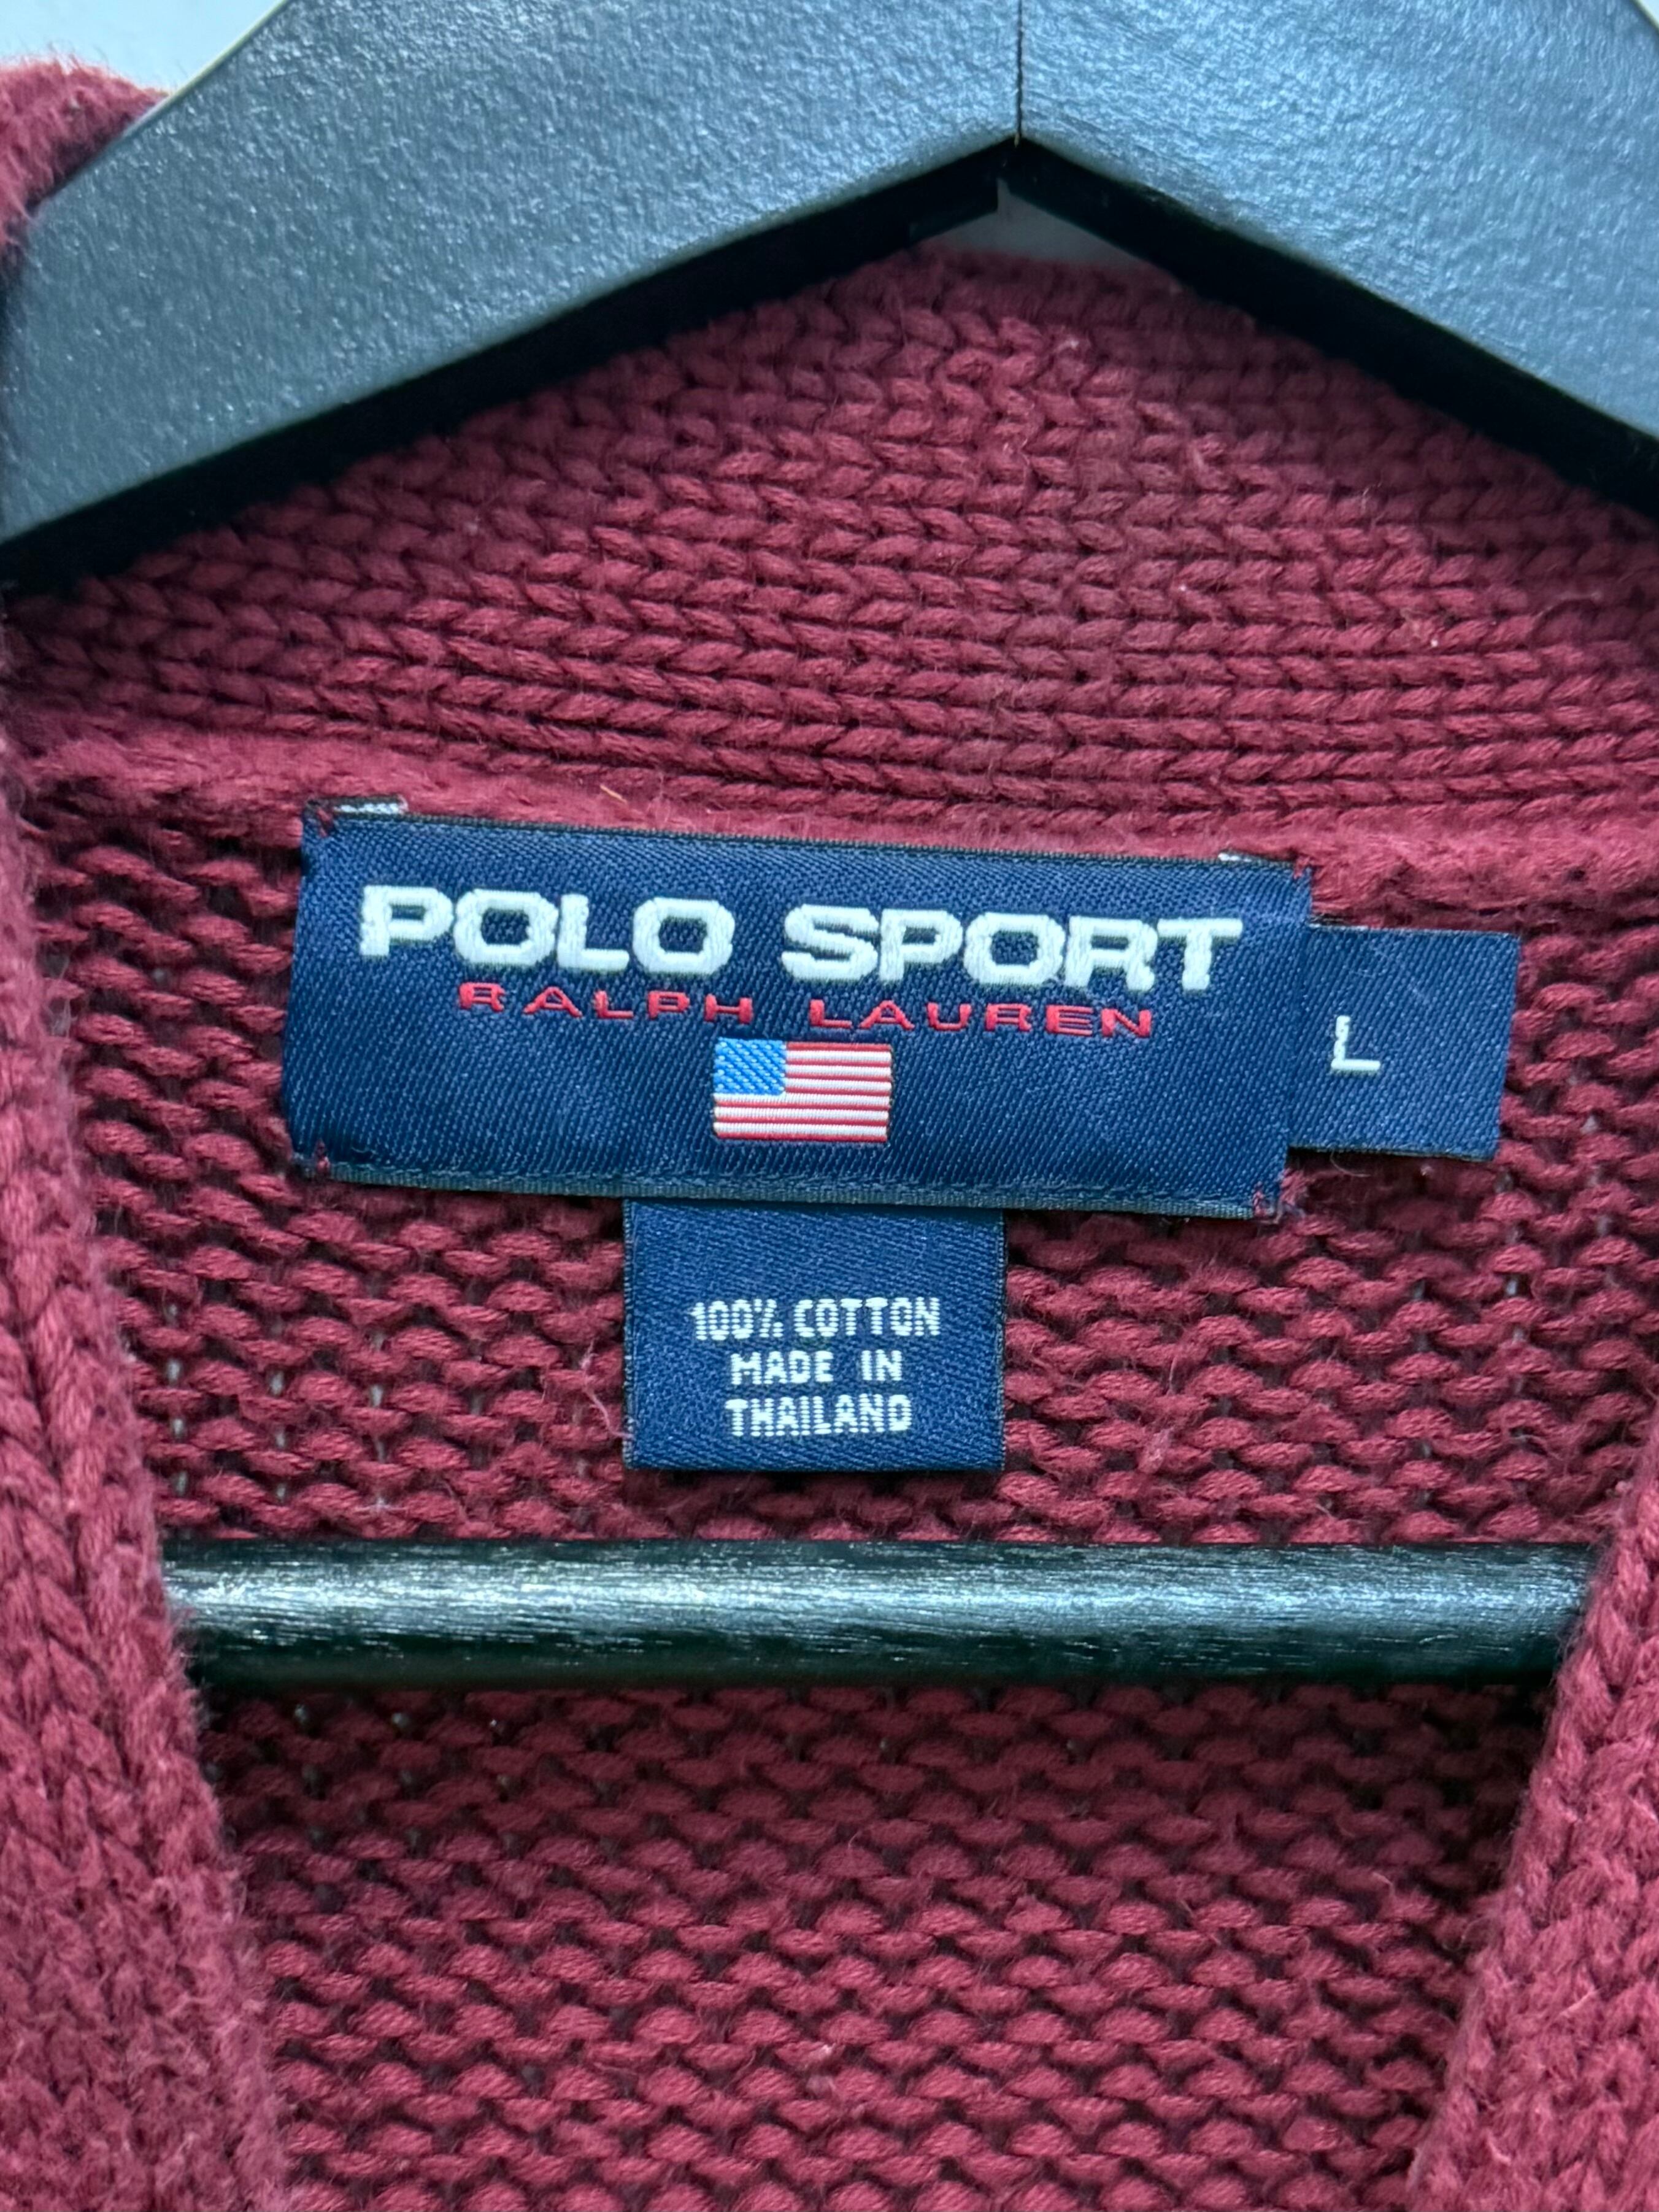 POLO SPORT
RALPH LAUREN
L
100% COTTON
MADE IN
THAILAND